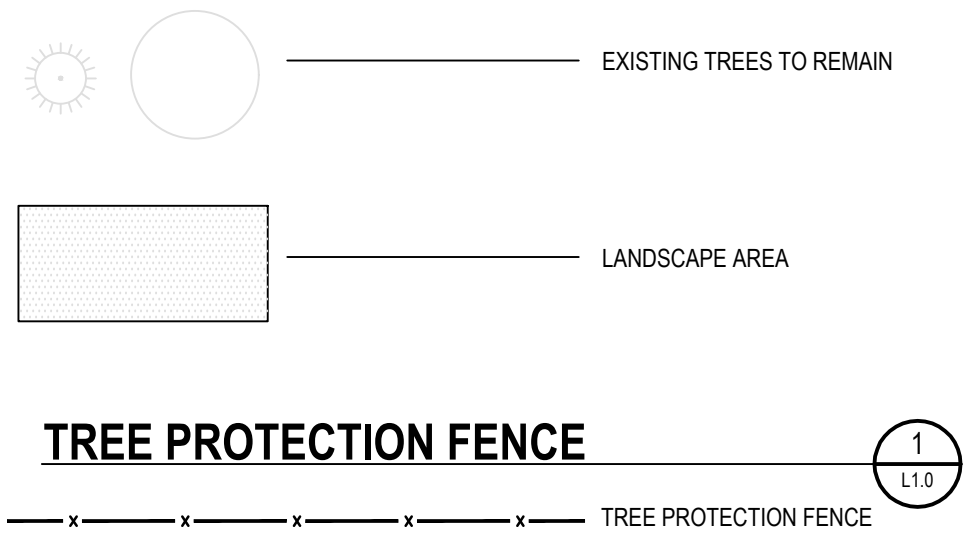 EXISTING TREES TO REMAIN
LANDSCAPE AREA
TREE PROTECTION FENCE
1
L1.0
x x x x x TREE PROTECTION FENCE